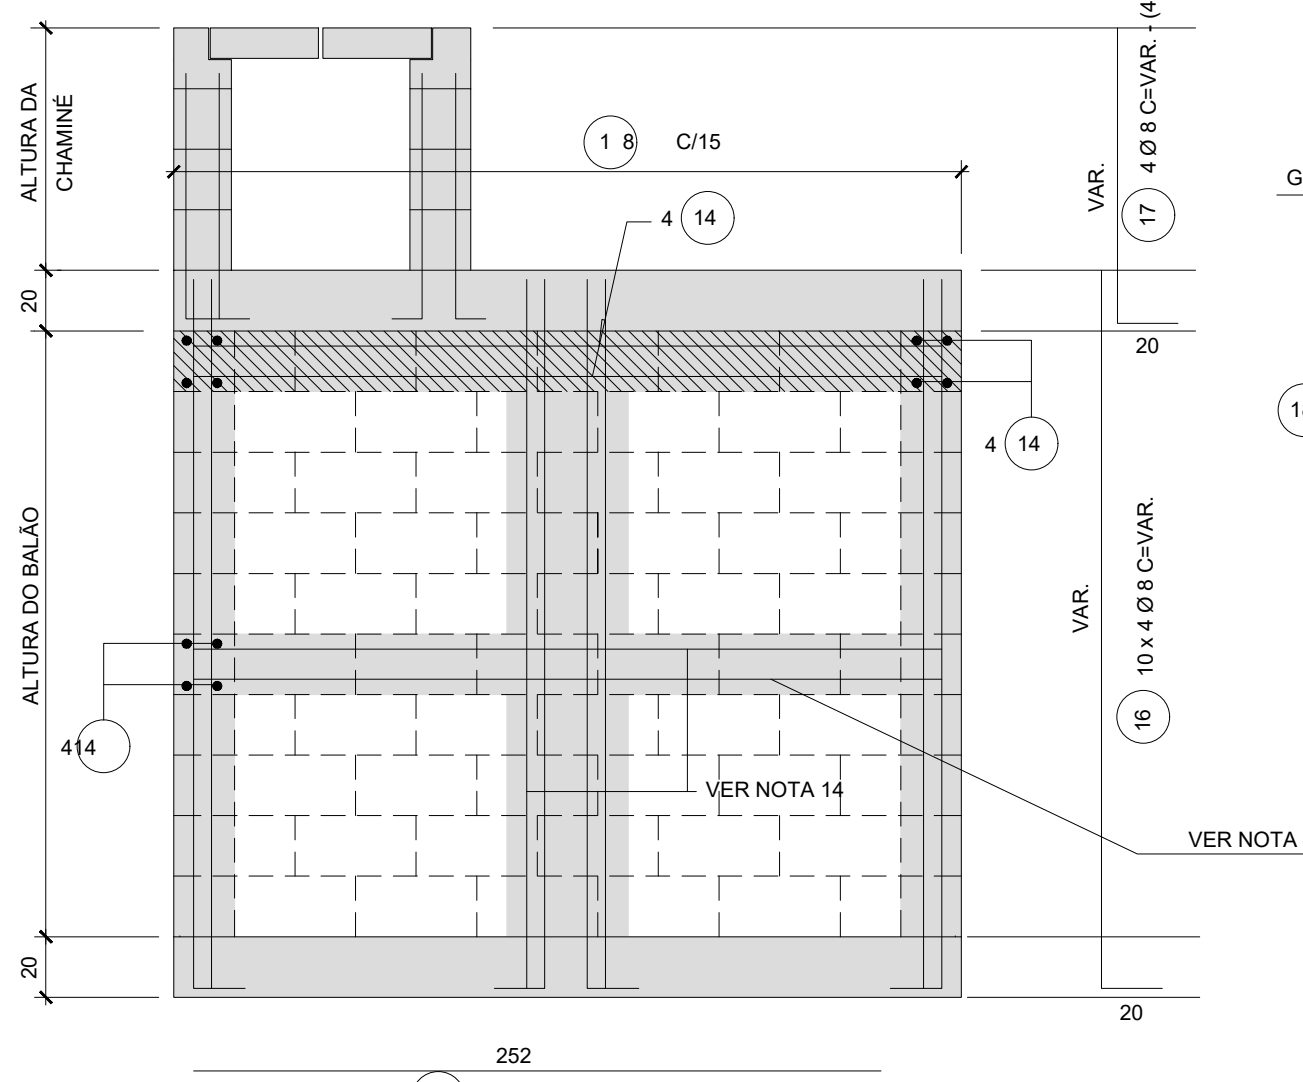 ALTURA DA
CHAMINÉ
20
ALTURA DO BALÃO
20
1 8 C/15
4 14
VAR.
17 4 Ø 8 C=VAR. - (4
G
20
4 14
VAR.
16 10 x 4 Ø 8 C=VAR.
414
VER NOTA 14
VER NOTA
20
252